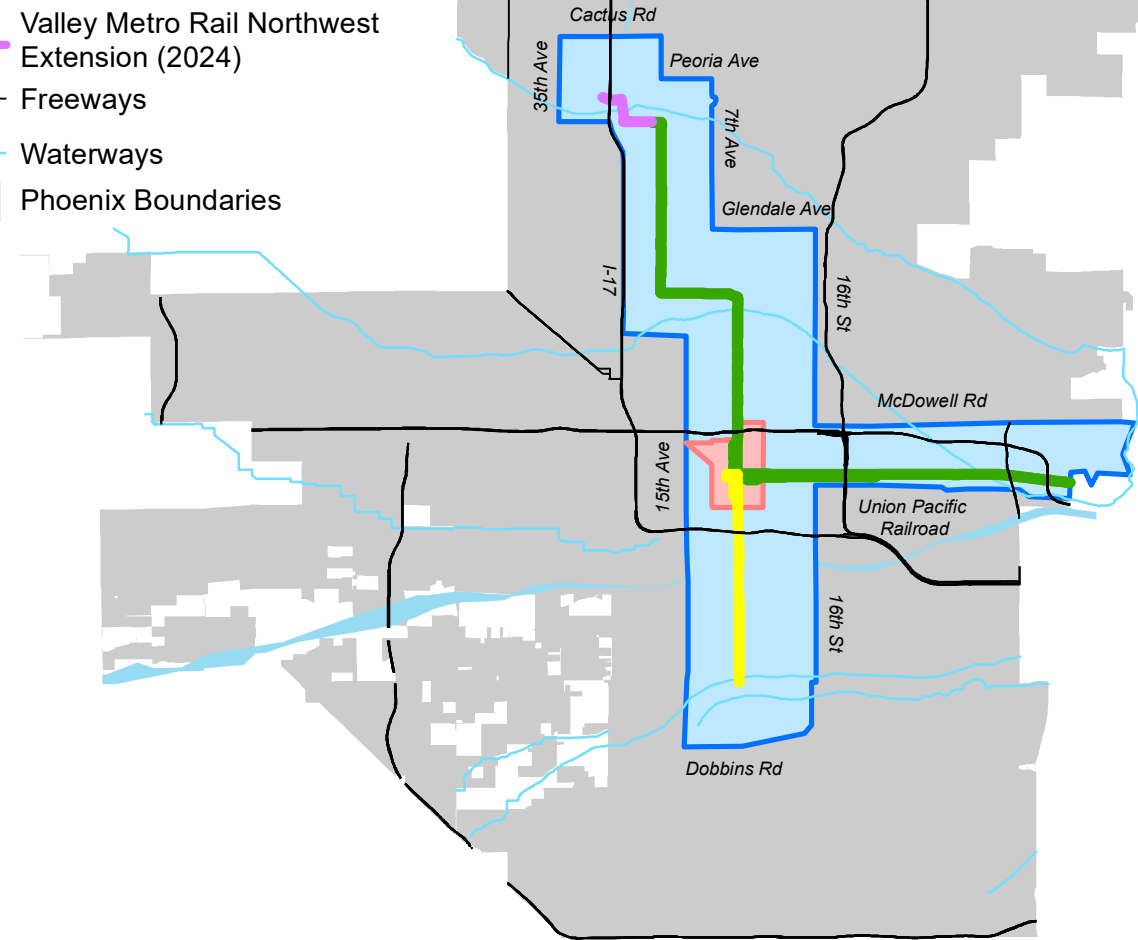 Valley Metro Rail Northwest
Extension (2024)
Freeways
Waterways
Phoenix Boundaries
Cactus Rd
Peoria Ave
35th Ave
7th Ave
Glendale Ave
I-17
16th St
McDowell Rd
15th Ave
Union Pacific
Railroad
16th St
Dobbins Rd